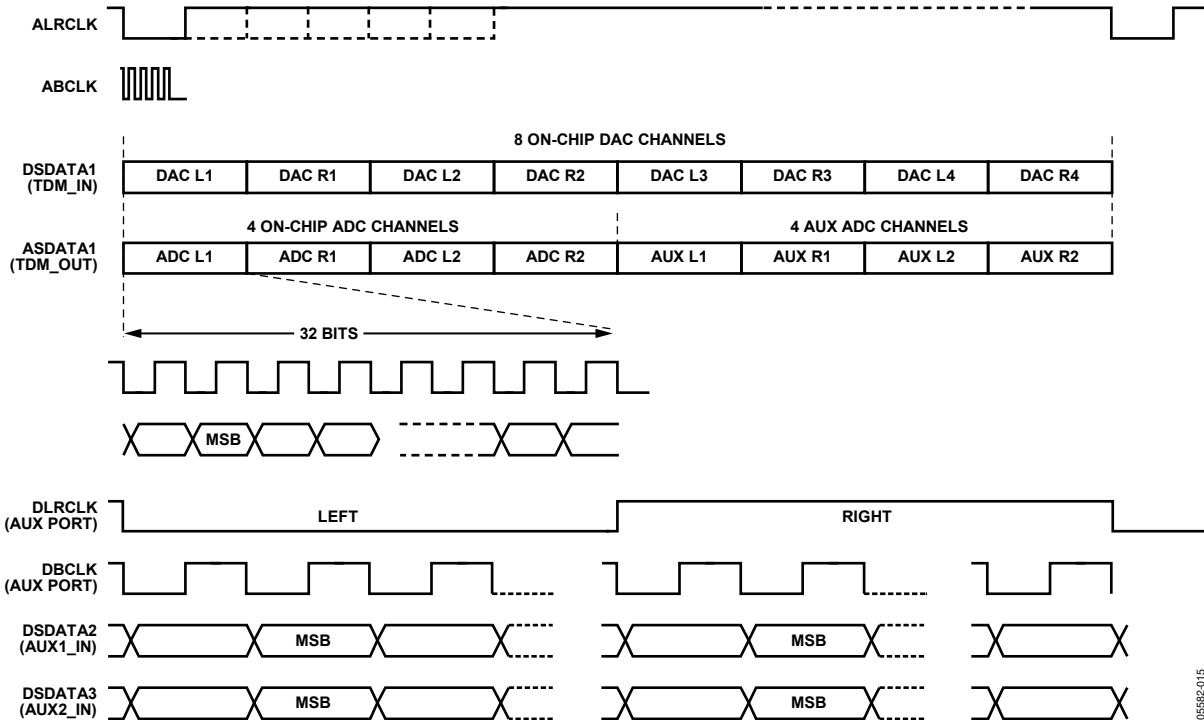 ALRCLK
ABCLK
8 ON-CHIP DAC CHANNELS
DSDATA1
(TDM_IN)
DAC L1 DAC R1 DAC L2 DAC R2 DAC L3 DAC R3 DAC L4 DAC R4
4 ON-CHIP ADC CHANNELS 4 AUX ADC CHANNELS
ASDATA1
(TDM_OUT)
ADC L1 ADC R1 ADC L2 ADC R2 AUX L1 AUX R1 AUX L2 AUX R2
32 BITS
MSB
DLRCLK
(AUX PORT)
LEFT RIGHT
DBCLK
(AUX PORT)
DSDATA2
(AUX1_IN)
MSB MSB
DSDATA3
(AUX2_IN)
MSB MSB
05582-015